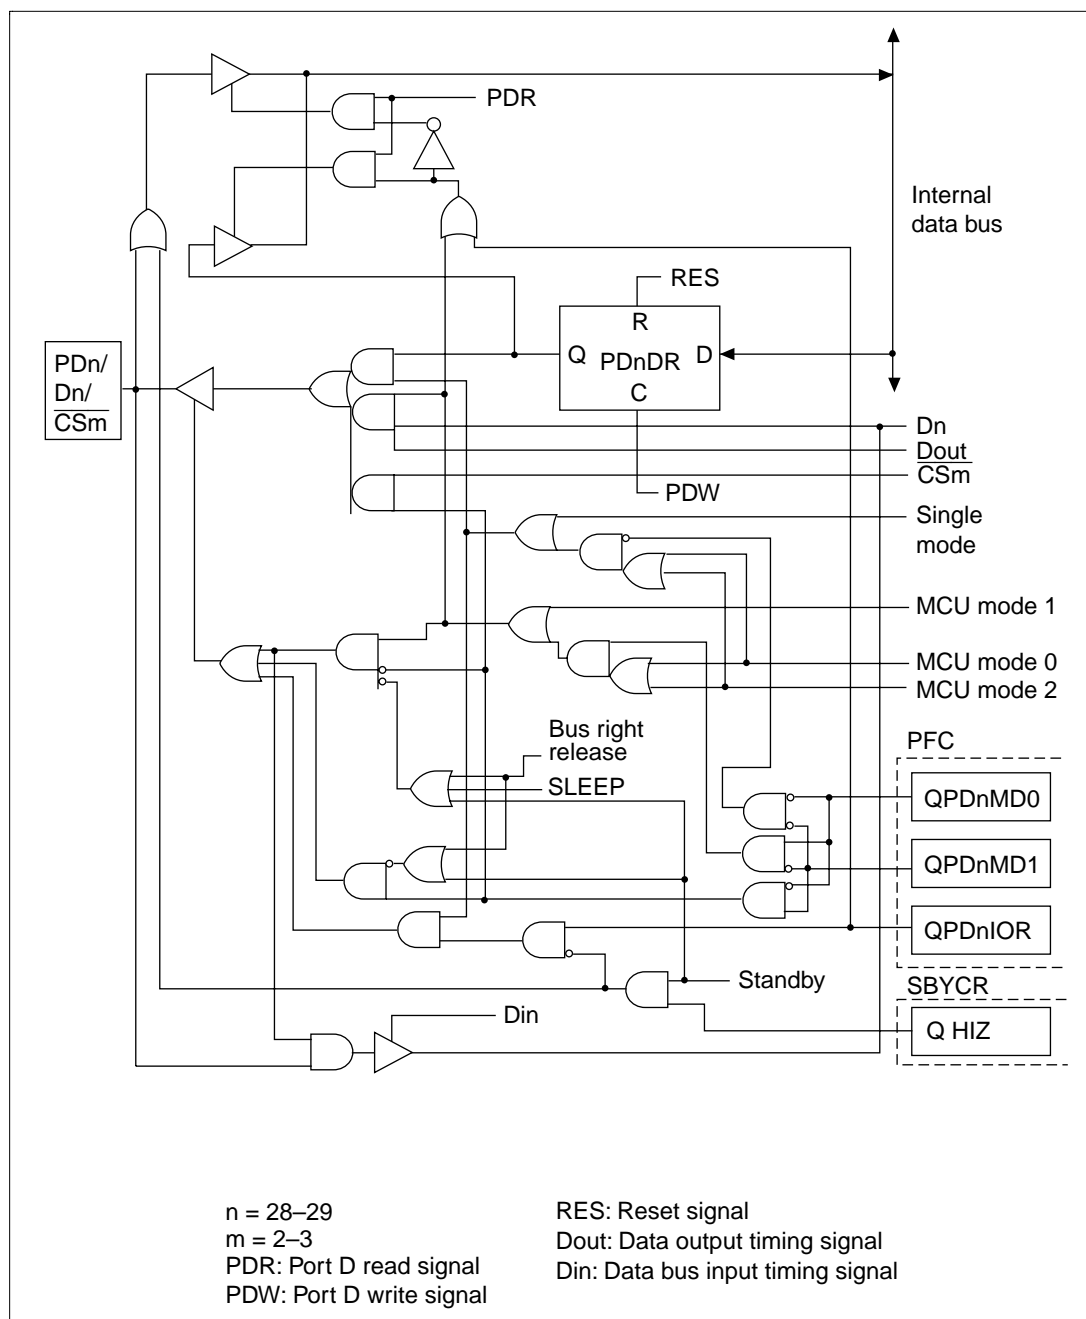 PDR
Internal
data bus
RES
R
Q
PDnDR
D
C
PDn/
Dn/
CSm
Dn
Dout
CSm
PDW
Single
mode
MCU mode 1
MCU mode 0
MCU mode 2
Bus right
release
PFC
SLEEP
QPDnMD0
QPDnMD1
QPDnIOR
Standby
SBYCR
Din
Q HIZ
n = 28–29
m = 2–3
PDR: Port D read signal
PDW: Port D write signal
RES: Reset signal
Dout: Data output timing signal
Din: Data bus input timing signal